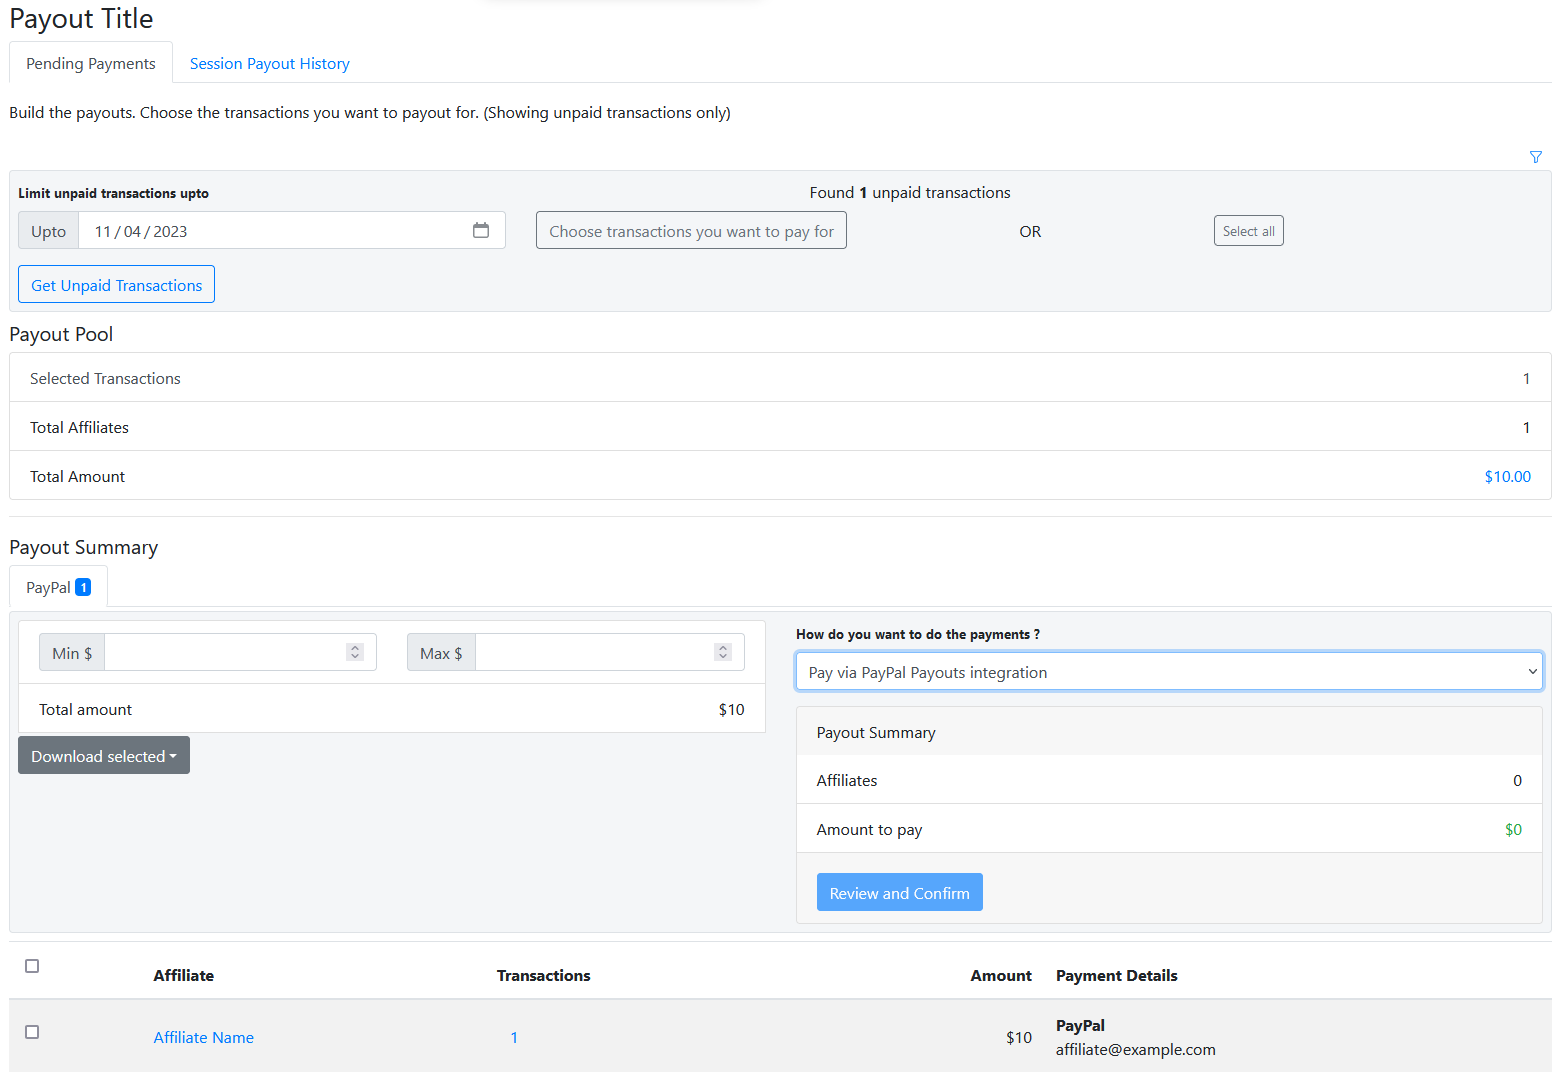 Payout Title
Pending Payments
Session Payout History
Build the payouts. Choose the transactions you want to payout for. (Showing unpaid transactions only)
Limit unpaid transactions upto
Found 1 unpaid transactions
Upto 11/04/2023
Choose transactions you want to pay for
OR
Select all
Get Unpaid Transactions
Payout Pool
Selected Transactions 1
Total Affiliates 1
Total Amount $10.00
Payout Summary
PayPal 1
Min $
Max $
Total amount $10
Download selected
How do you want to do the payments ?
Pay via PayPal Payouts integration
Payout Summary
Affiliates 0
Amount to pay $0
Review and Confirm
Affiliate Transactions Amount Payment Details
Affiliate Name 1 $10 PayPal
affiliate@example.com